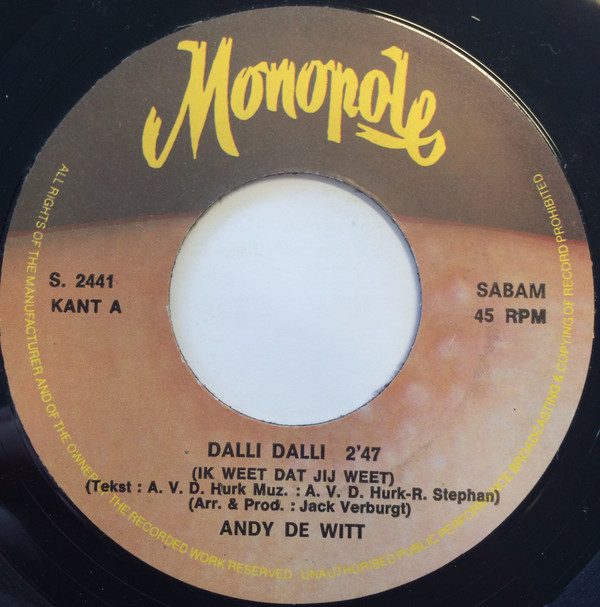 Monopole
S. 2441
KANT A
SABAM
45 RPM
DALLI DALLI 2'47
(IK WEET DAT JIJ WEET)
(Tekst : A. V. D. Hurk Muz. : A. V. D. Hurk-R. Stephan)
(Arr. & Prod. : Jack Verburgt)
ANDY DE WITT
ALL RIGHTS OF THE MANUFACTURER AND OF THE OWNER OF THE RECORDED WORK RESERVED. UNAUTHORISED PUBLIC PERFORMANCE BROADCASTING & COPYING OF RECORD PROHIBITED